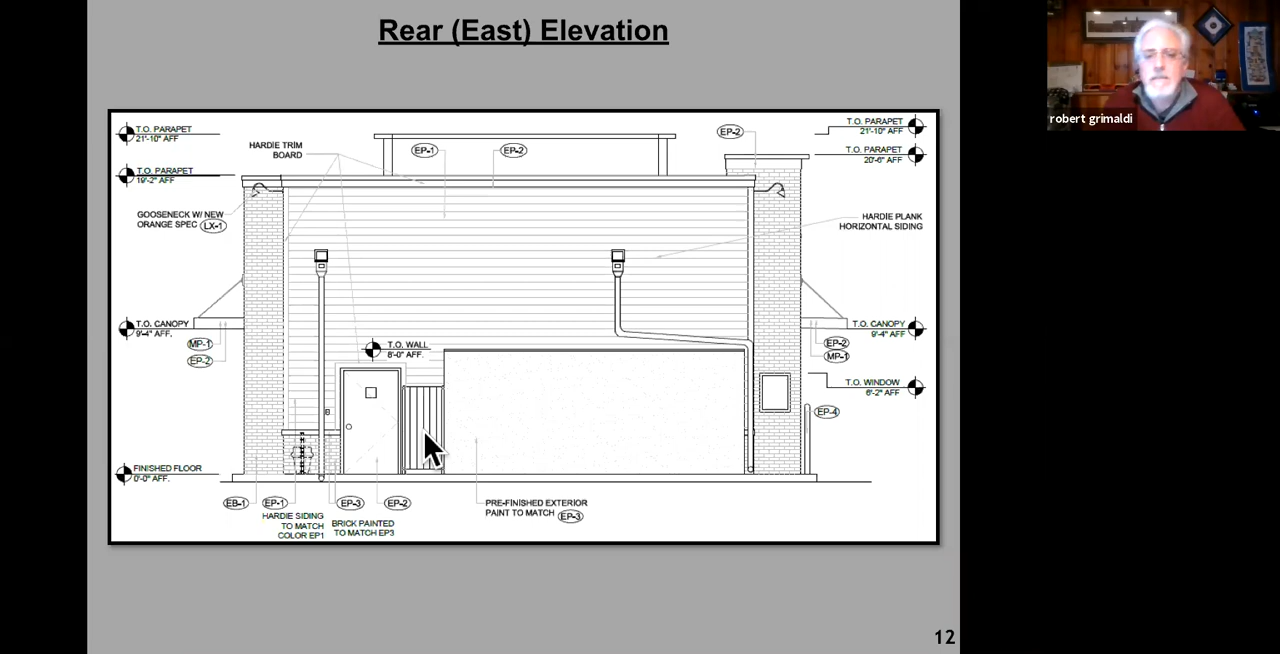 Rear (East) Elevation
robert grimaldi
T.O. PARAPET
21'-10" AFF
T.O. PARAPET
19'-2" AFF
HARDIE TRIM
BOARD
EP-1
EP-2
EP-2
T.O. PARAPET
21'-10" AFF
T.O. PARAPET
20'-6" AFF
GOOSENECK W/ NEW
ORANGE SPEC LX-1
HARDIE PLANK
HORIZONTAL SIDING
T.O. CANOPY
9'-4" AFF.
MP-1
EP-2
T.O. WALL
8'-0" AFF.
T.O. CANOPY
9'-4" AFF
EP-2
MP-1
T.O. WINDOW
6'-2" AFF
EP-4
B
FINISHED FLOOR
0'-0" AFF.
EB-1
EP-1
EP-3
EP-2
HARDIE SIDING
TO MATCH
COLOR EP1
BRICK PAINTED
TO MATCH EP3
PRE-FINISHED EXTERIOR
PAINT TO MATCH EP-3
12